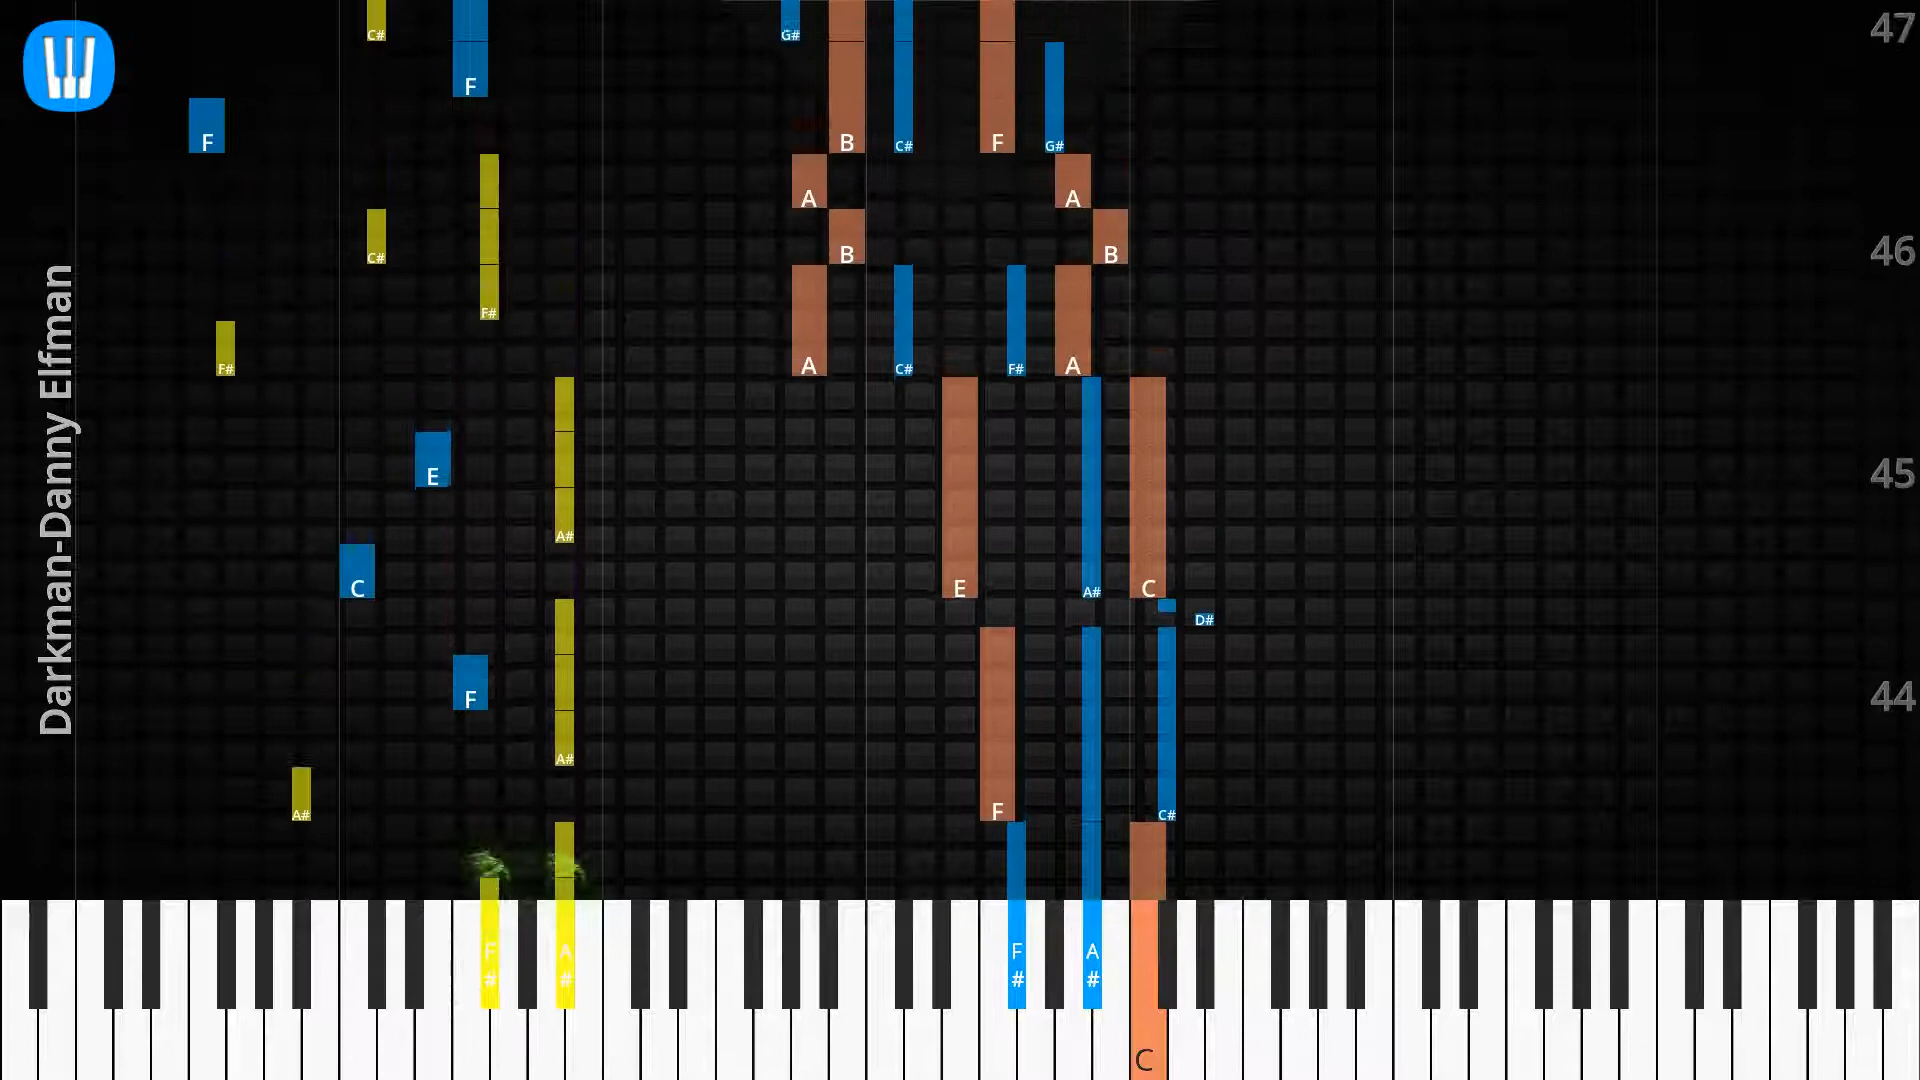 Darkman-Danny Elfman
C# G# 47
F
F B C# F G#
A A
C# B B 46
F#
F# A C# F# A
E 45
A#
C E A# C
D#
F 44
A#
A# F C#
F# A# F# A#
C